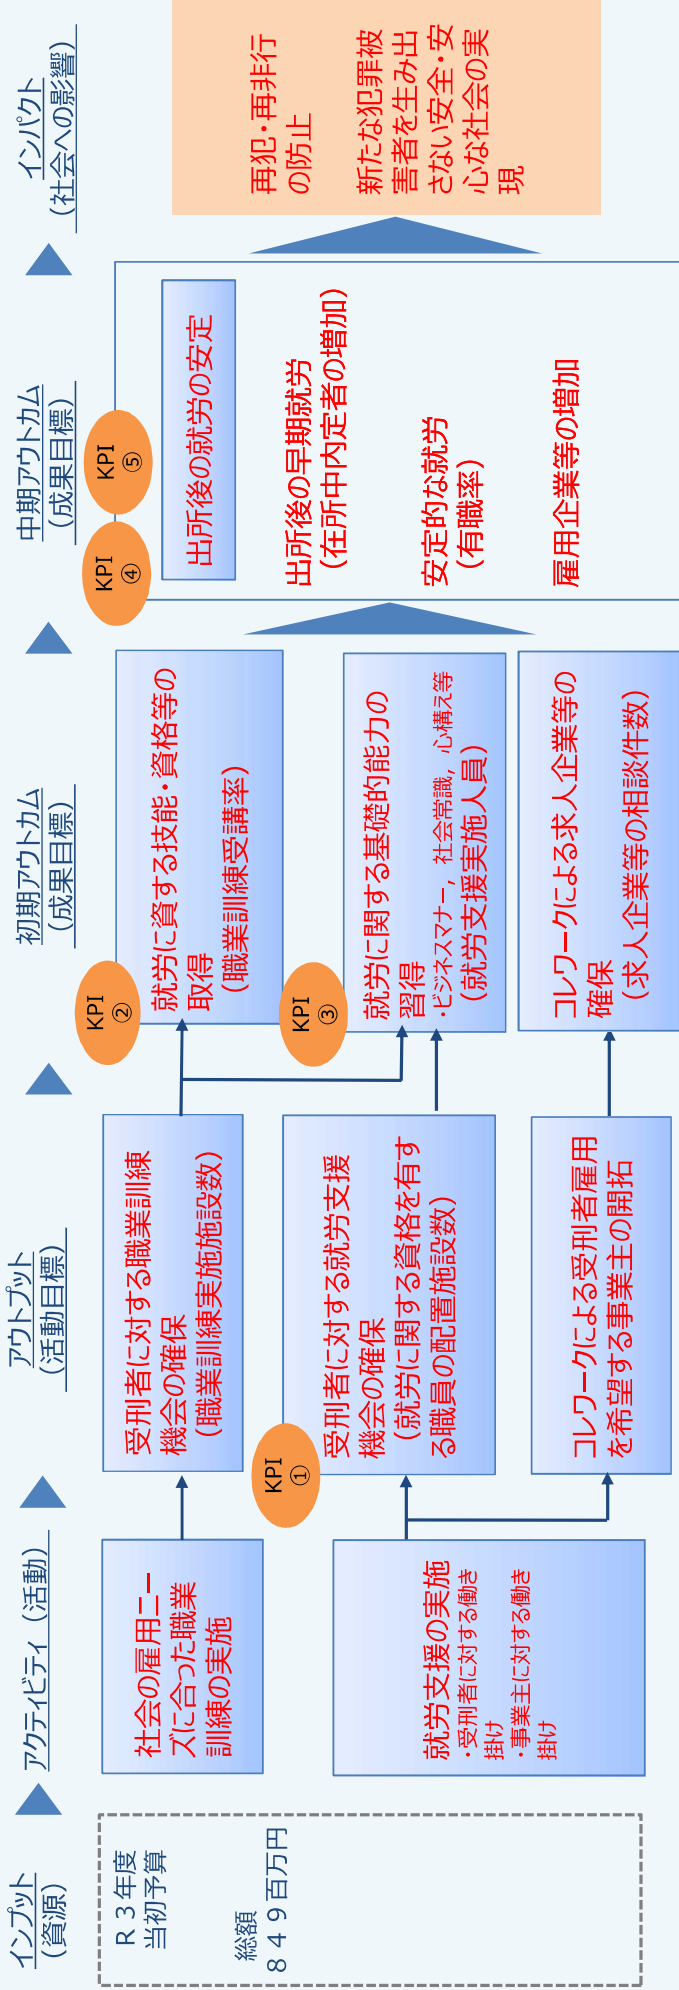 インプット
（資源）
Ｒ３年度
当初予算
総額
８４９百万円
アクティビティ（活動）
社会の雇用ニー
ズに合った職業
訓練の実施
就労支援の実施
・受刑者に対する働き
掛け
・事業主に対する働き
掛け
アウトプット
（活動目標）
受刑者に対する職業訓練
機会の確保
（職業訓練実施施設数）
KPI
①
受刑者に対する就労支援
機会の確保
（就労に関する資格を有す
る職員の配置施設数）
コレワークによる受刑者雇用
を希望する事業主の開拓
初期アウトカム
（成果目標）
KPI
②
就労に資する技能・資格等の
取得
（職業訓練受講率）
KPI
③
就労に関する基礎的能力の
習得
・ビジネスマナー，社会常識，心構え等
（就労支援実施人員）
コレワークによる求人企業等の
確保
（求人企業等の相談件数）
中期アウトカム
（成果目標）
KPI
④
KPI
⑤
出所後の就労の安定
出所後の早期就労
（在所中内定者の増加）
安定的な就労
（有職率）
雇用企業等の増加
インパクト
（社会への影響）
再犯・再非行
の防止
新たな犯罪被
害者を生み出
さない安全・安
心な社会の実
現